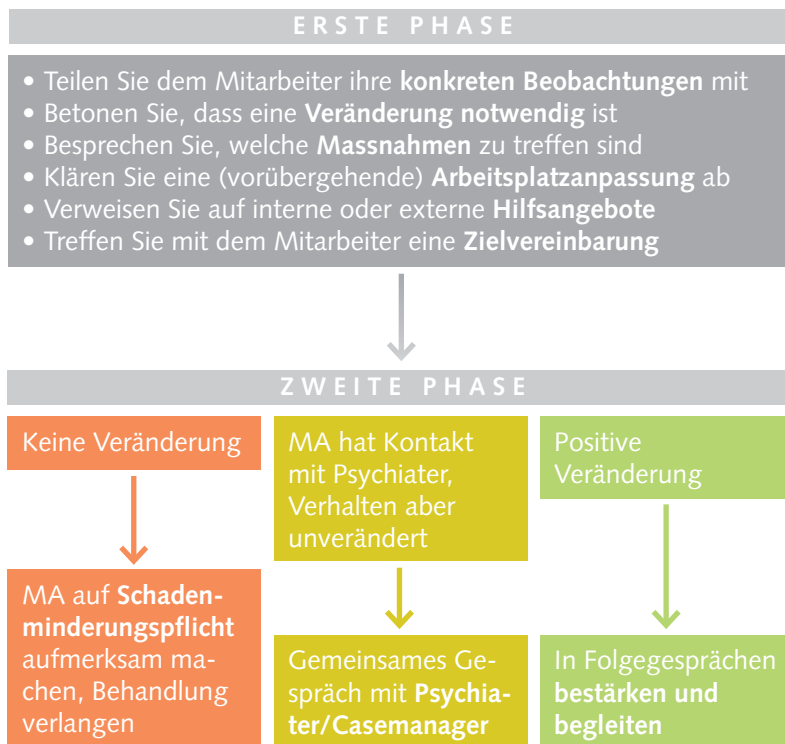 ERSTE PHASE
• Teilen Sie dem Mitarbeiter ihre konkreten Beobachtungen mit
• Betonen Sie, dass eine Veränderung notwendig ist
• Besprechen Sie, welche Massnahmen zu treffen sind
• Klären Sie eine (vorübergehende) Arbeitsplatzanpassung ab
• Verweisen Sie auf interne oder externe Hilfsangebote
• Treffen Sie mit dem Mitarbeiter eine Zielvereinbarung
ZWEITE PHASE
Keine Veränderung
MA auf Schaden-
minderungspflicht
aufmerksam ma-
chen, Behandlung
verlangen
MA hat Kontakt
mit Psychiater,
Verhalten aber
unverändert
Gemeinsames Ge-
spräch mit Psychia-
ter/Casemanager
Positive
Veränderung
In Folgegesprächen
bestärken und
begleiten